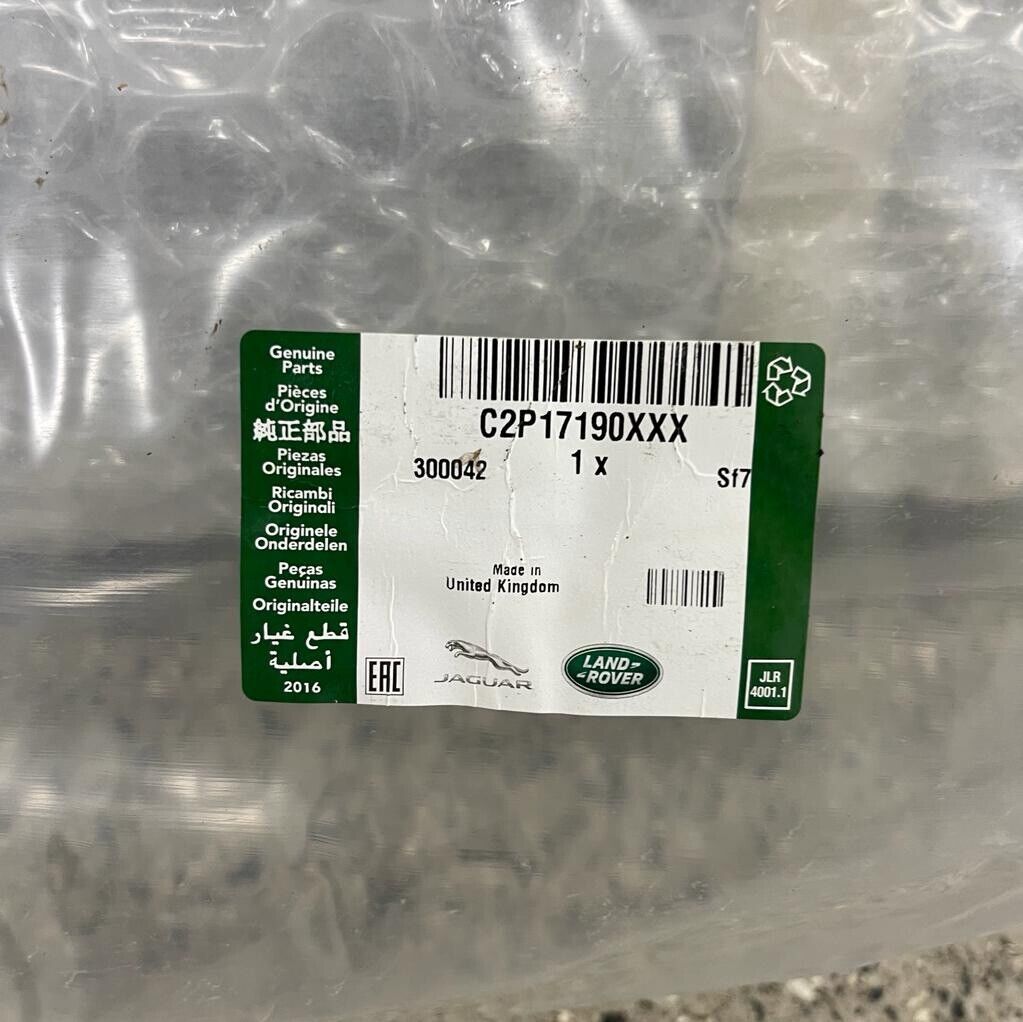 Genuine
Parts
Pièces
d'Origine
純正部品
Piezas
Originales
Ricambi
Originali
Originele
Onderdelen
Peças
Genuinas
Originalteile
قطع غيار
أصلية
2016
C2P17190XXX
1 x
300042
Sf7
Made in
United Kingdom
EAC
JAGUAR
LAND-
-ROVER
JLR
4001.1